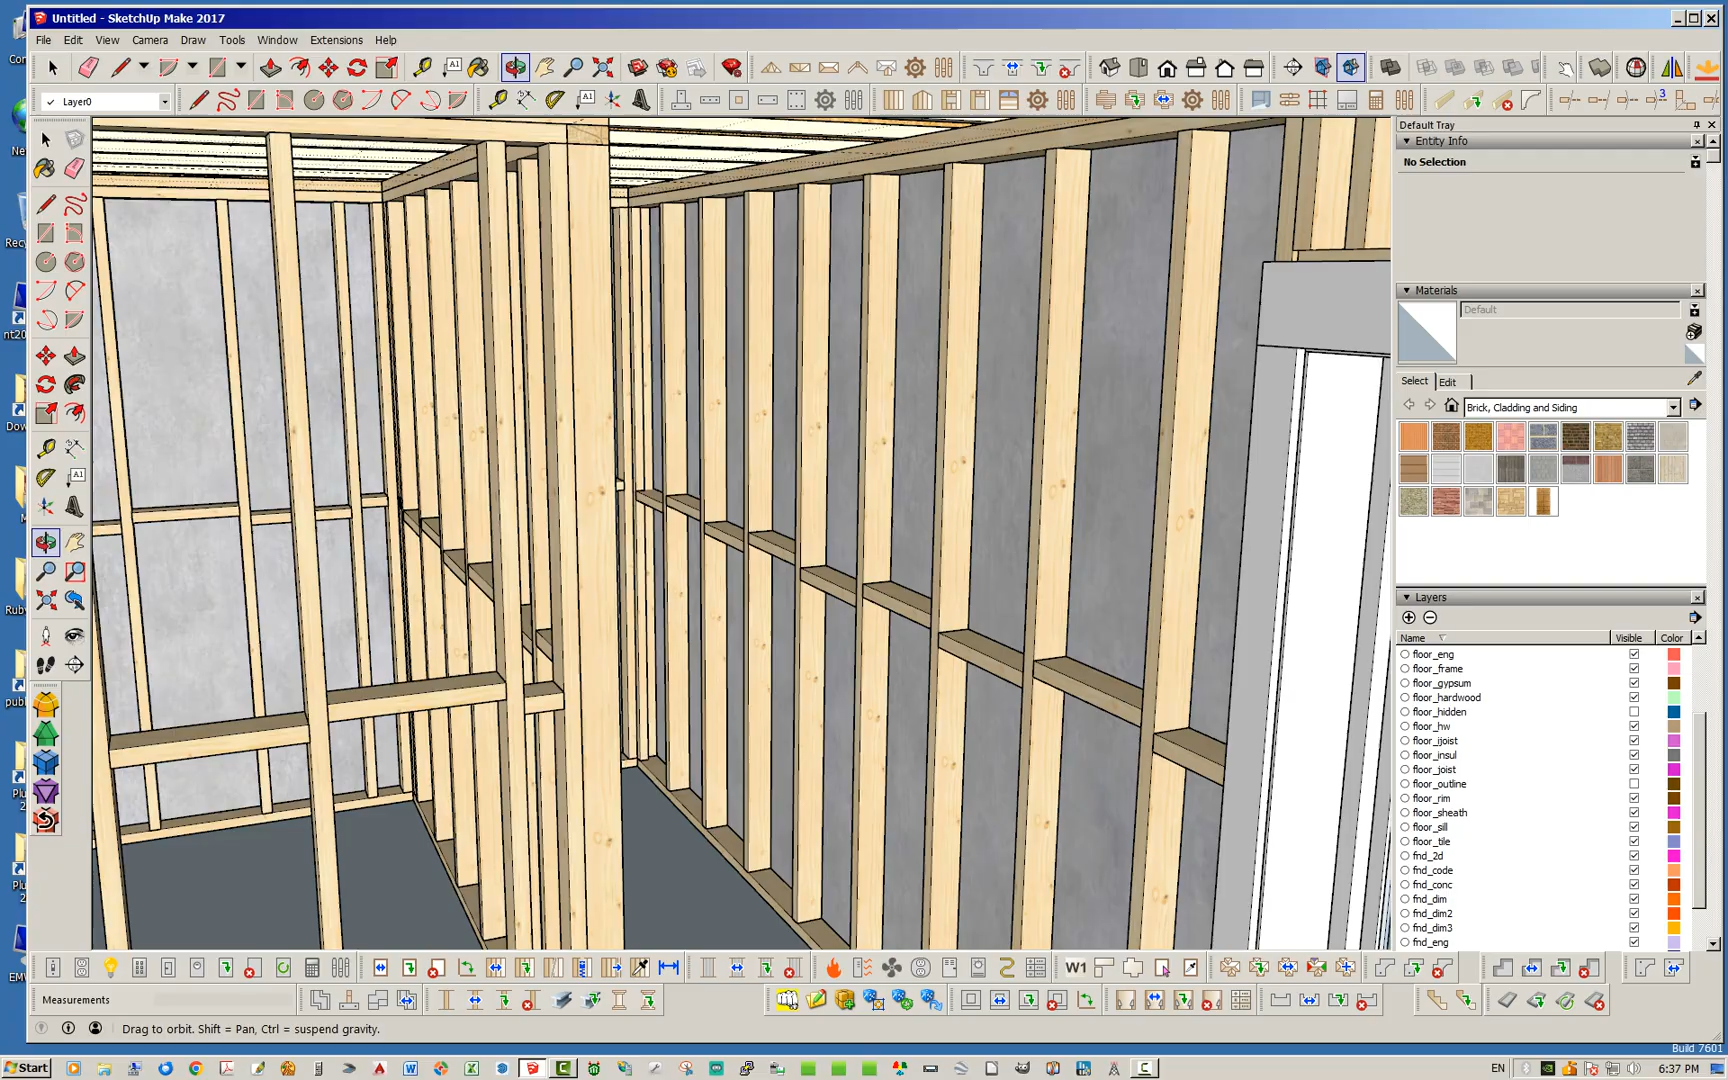 Untitled - SketchUp Make 2017
File Edit View Camera Draw Tools Window Extensions Help
Layer0
Default Tray
Entity Info
No Selection
Materials
Default
Select Edit
Brick, Cladding and Siding
Layers
Name Visible Color
floor_eng
floor_frame
floor_gypsum
floor_hardwood
floor_hidden
floor_hw
floor_ijoist
floor_insul
floor_joist
floor_outline
floor_rim
floor_sheath
floor_sill
floor_tile
fnd_2d
fnd_code
fnd_conc
fnd_dim
fnd_dim2
fnd_dim3
fnd_eng
W1
Measurements
Drag to orbit. Shift = Pan, Ctrl = suspend gravity.
Build 7601
Start
EN
6:37 PM